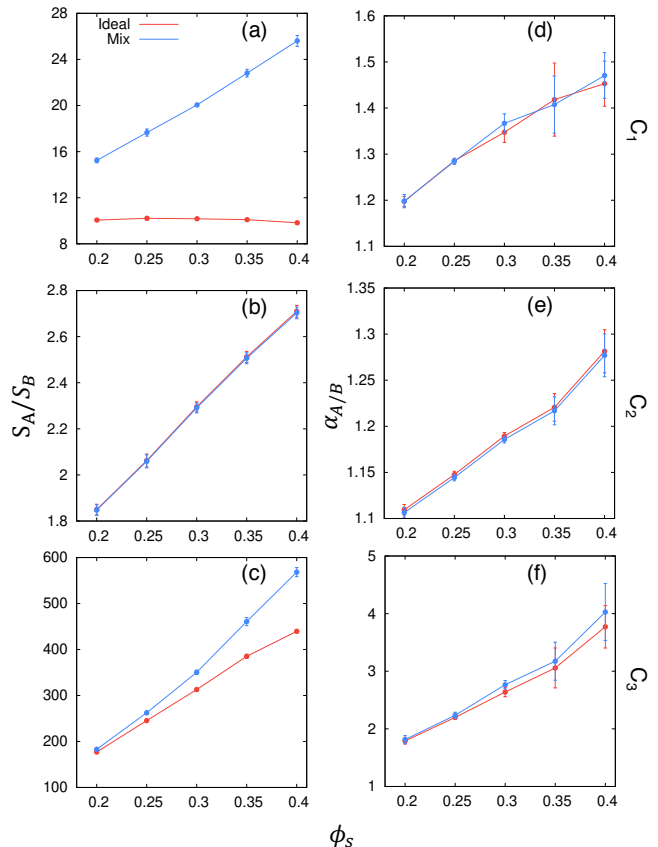 (a)
Ideal
Mix
28
24
20
16
12
8
0.2 0.25 0.3 0.35 0.4
(d)
1.6
1.5
1.4
1.3
1.2
1.1
0.2 0.25 0.3 0.35 0.4
C₁
(b)
2.8
2.6
2.4
2.2
2
1.8
0.2 0.25 0.3 0.35 0.4
S_A/S_B
(e)
1.35
1.3
1.25
1.2
1.15
1.1
0.2 0.25 0.3 0.35 0.4
α_{A/B}
C₂
(c)
600
500
400
300
200
100
0.2 0.25 0.3 0.35 0.4
(f)
5
4
3
2
1
0.2 0.25 0.3 0.35 0.4
C₃
ϕ_s